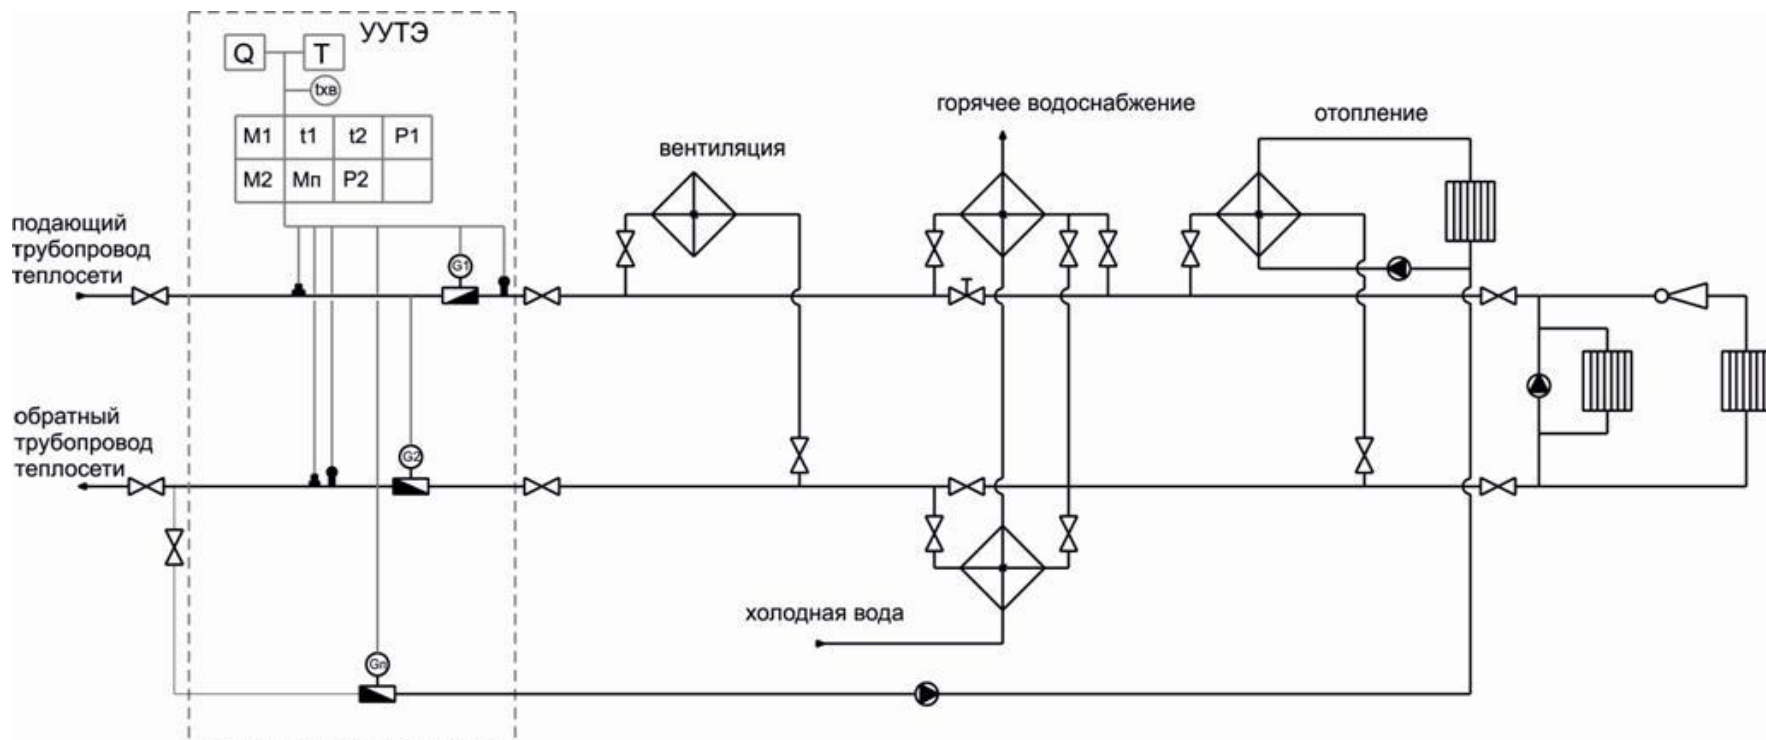 УУТЭ
Q T
tхв
M1 t1 t2 P1
M2 Mп P2
горячее водоснабжение
отопление
вентиляция
подающий
трубопровод
теплосети
G1
обратный
трубопровод
теплосети
G2
холодная вода
Gп